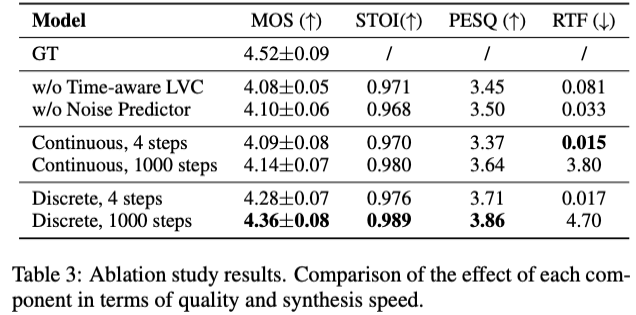 Model MOS (↑) STOI(↑) PESQ (↑) RTF (↓)
GT 4.52±0.09 / / /
w/o Time-aware LVC 4.08±0.05 0.971 3.45 0.081
w/o Noise Predictor 4.10±0.06 0.968 3.50 0.033
Continuous, 4 steps 4.09±0.08 0.970 3.37 0.015
Continuous, 1000 steps 4.14±0.07 0.980 3.64 3.80
Discrete, 4 steps 4.28±0.07 0.976 3.71 0.017
Discrete, 1000 steps 4.36±0.08 0.989 3.86 4.70
Table 3: Ablation study results. Comparison of the effect of each com-
ponent in terms of quality and synthesis speed.